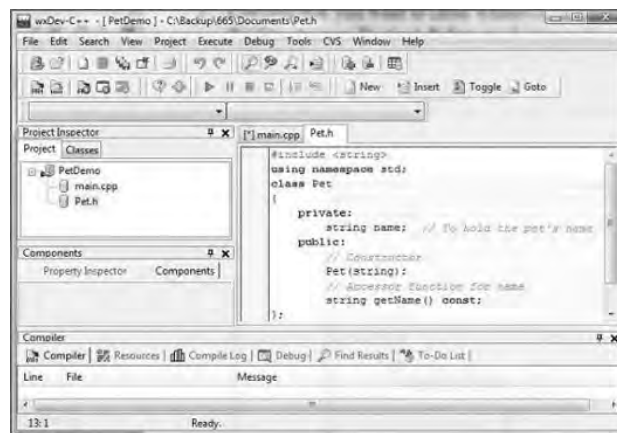 wxDev-C++ - [ PetDemo ] - C:\Backup\665\Documents\Pet.h
File Edit Search View Project Execute Debug Tools CVS Window Help
New Insert Toggle Goto
Project Inspector
Project Classes
PetDemo
main.cpp
Pet.h
Components
Property Inspector Components
[*] main.cpp Pet.h
#include <string>
using namespace std;
class Pet
{
private:
string name; // To hold the pet's name
public:
// Constructor
Pet(string);
// Accessor function for name
string getName() const;
};
Compiler
Compiler Resources Compile Log Debug Find Results To-Do List
Line File Message
13: 1 Ready.